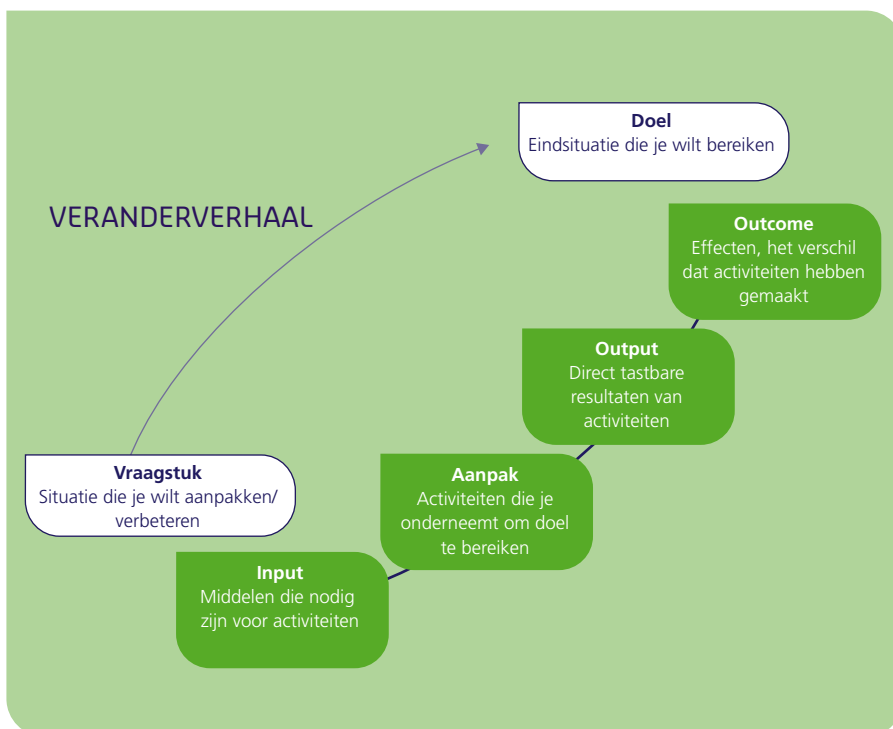 Doel
Eindsituatie die je wilt bereiken
VERANDERVERHAAL
Outcome
Effecten, het verschil
dat activiteiten hebben
gemaakt
Output
Direct tastbare
resultaten van
activiteiten
Vraagstuk
Situatie die je wilt aanpakken/
verbeteren
Aanpak
Activiteiten die je
onderneemt om doel
te bereiken
Input
Middelen die nodig
zijn voor activiteiten